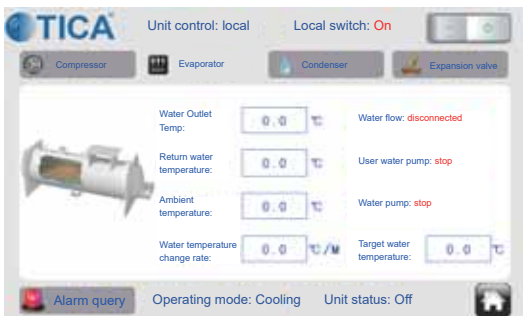 TICA Unit control: local Local switch: On
Compressor Evaporator Condenser Expansion valve
Water Outlet
Temp: 0.0 ℃ Water flow: disconnected
Return water
temperature: 0.0 ℃ User water pump: stop
Ambient
temperature: 0.0 ℃ Water pump: stop
Water temperature
change rate: 0.0 ℃/M Target water
temperature: 0.0 ℃
Alarm query Operating mode: Cooling Unit status: Off